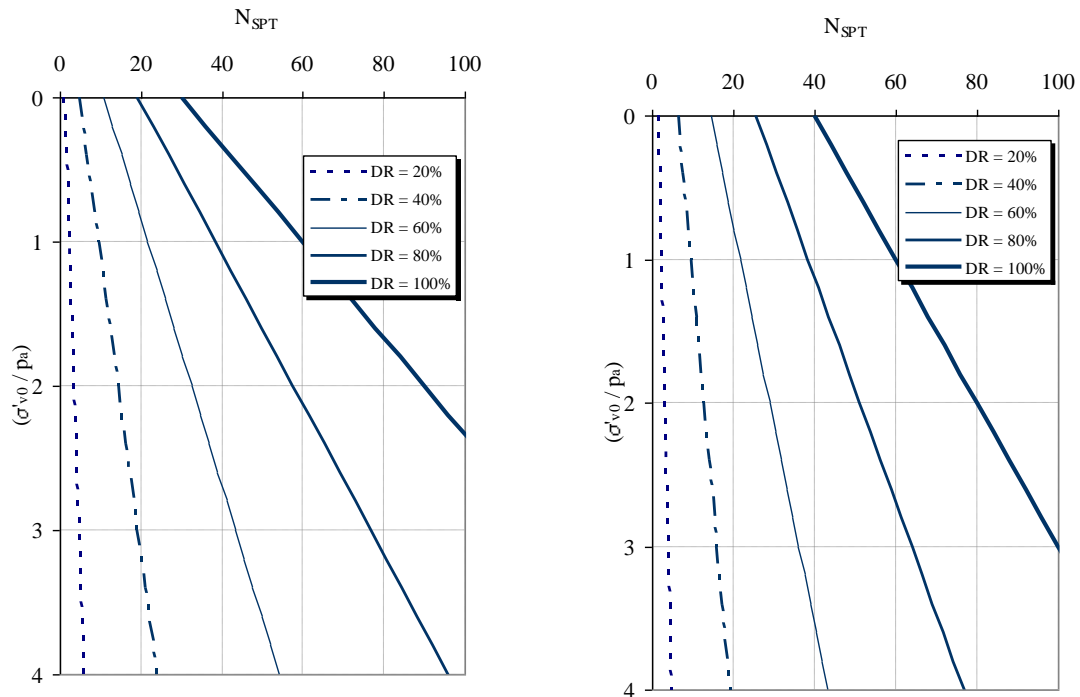 N_SPT
0 20 40 60 80 100
0
1
2
3
4
(σ'v0 / pa)
DR = 20%
DR = 40%
DR = 60%
DR = 80%
DR = 100%
N_SPT
0 20 40 60 80 100
0
1
2
3
4
(σ'v0 / pa)
DR = 20%
DR = 40%
DR = 60%
DR = 80%
DR = 100%